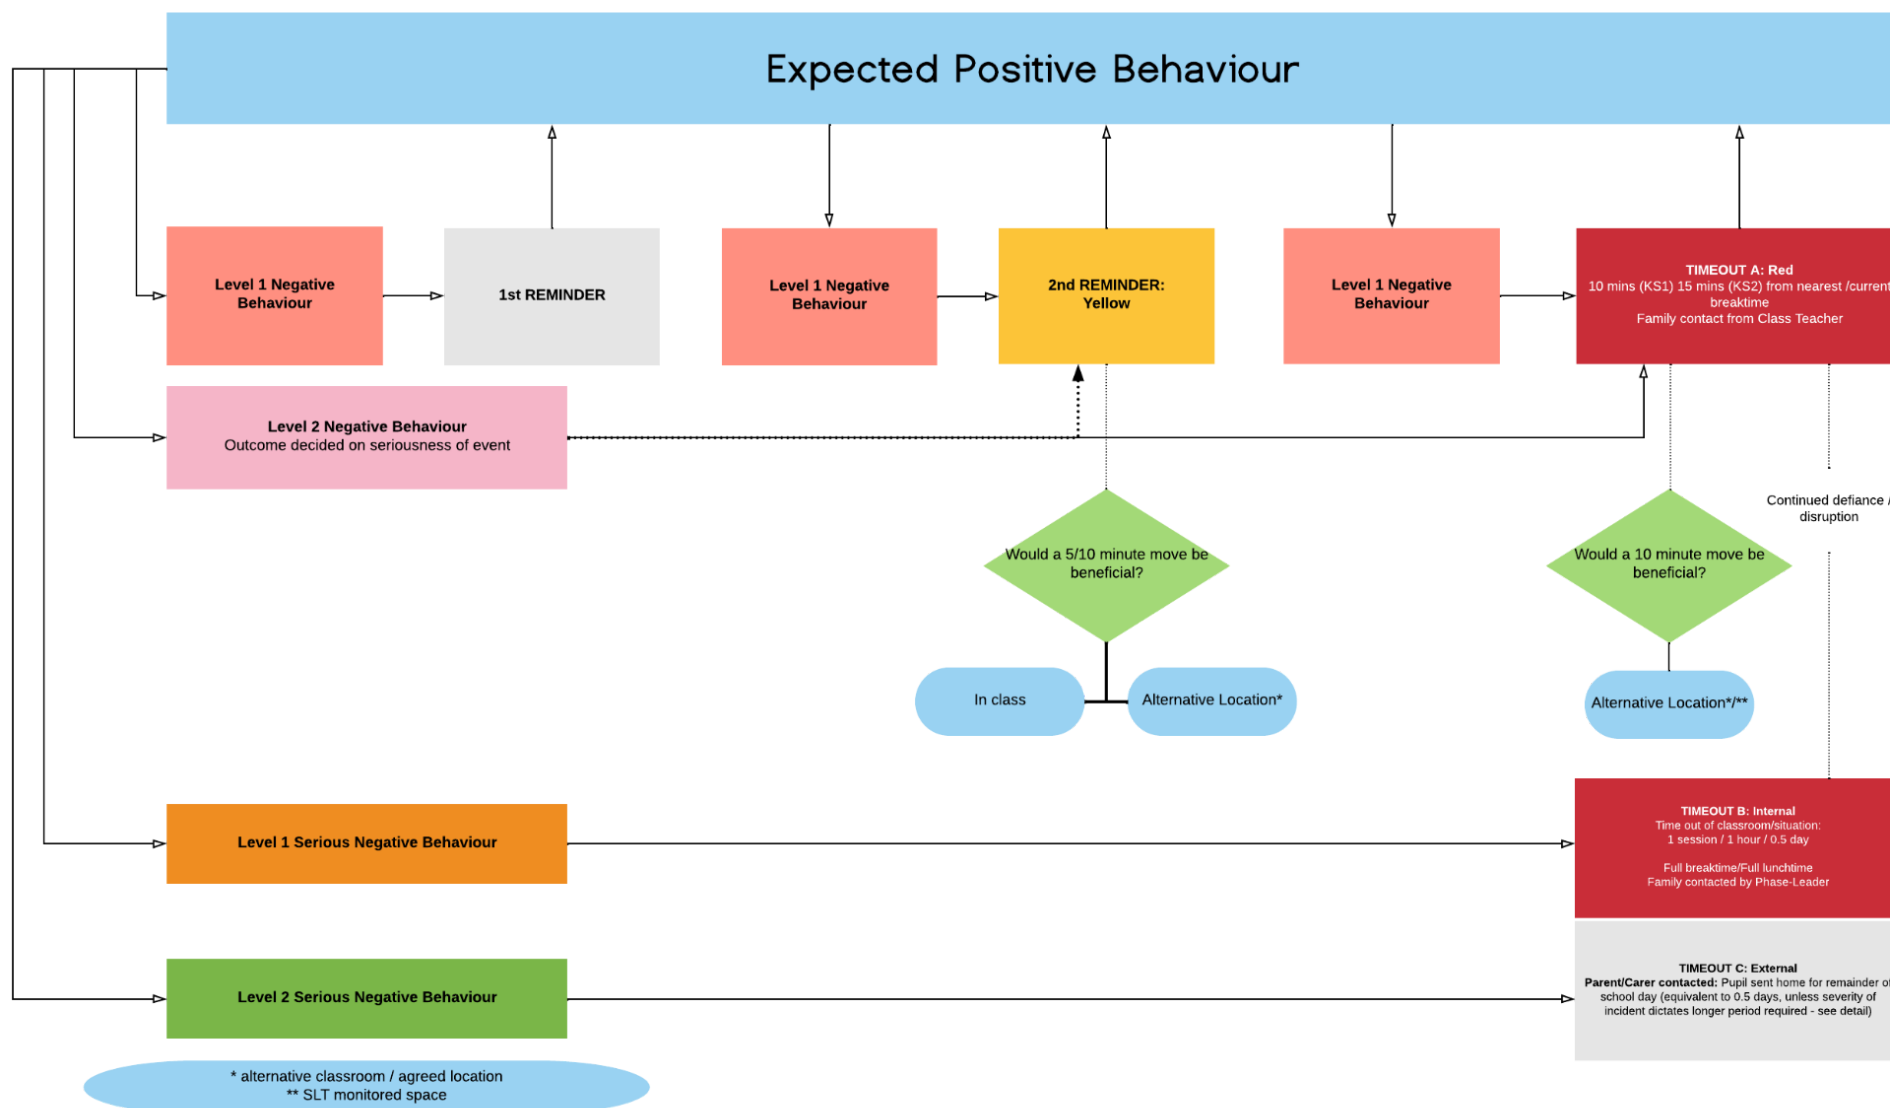 Expected Positive Behaviour
Level 1 Negative
Behaviour
1st REMINDER
Level 1 Negative
Behaviour
2nd REMINDER:
Yellow
Level 1 Negative
Behaviour
TIMEOUT A: Red
10 mins (KS1) 15 mins (KS2) from nearest /current
breaktime
Family contact from Class Teacher
Level 2 Negative Behaviour
Outcome decided on seriousness of event
Continued defiance /
disruption
Would a 5/10 minute move be
beneficial?
Would a 10 minute move be
beneficial?
In class
Alternative Location*
Alternative Location*/**
Level 1 Serious Negative Behaviour
TIMEOUT B: Internal
Time out of classroom/situation:
1 session / 1 hour / 0.5 day
Full breaktime/Full lunchtime
Family contacted by Phase-Leader
Level 2 Serious Negative Behaviour
TIMEOUT C: External
Parent/Carer contacted: Pupil sent home for remainder of
school day (equivalent to 0.5 days, unless severity of
incident dictates longer period required - see detail)
* alternative classroom / agreed location
** SLT monitored space